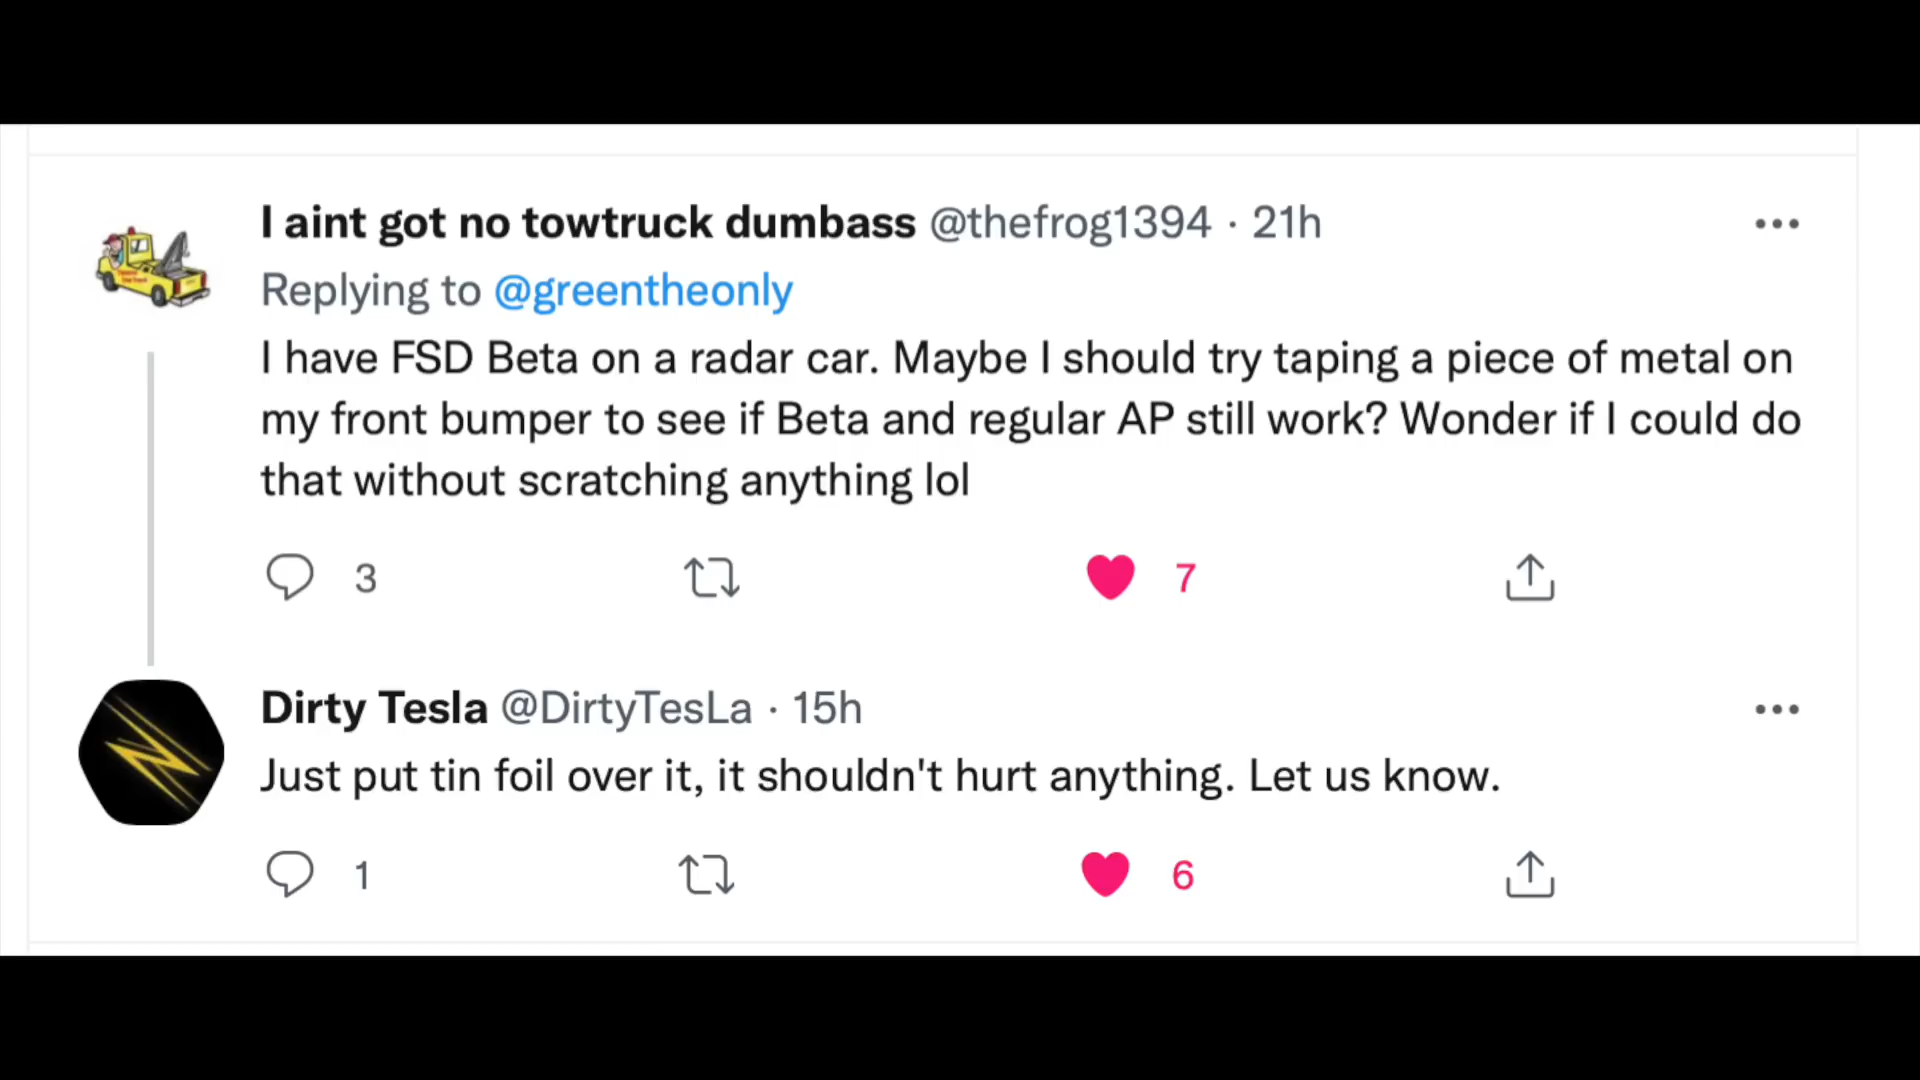 I aint got no towtruck dumbass @thefrog1394 · 21h
Replying to @greentheonly
I have FSD Beta on a radar car. Maybe I should try taping a piece of metal on
my front bumper to see if Beta and regular AP still work? Wonder if I could do
that without scratching anything lol
3 7
Dirty Tesla @DirtyTesLa · 15h
Just put tin foil over it, it shouldn't hurt anything. Let us know.
1 6